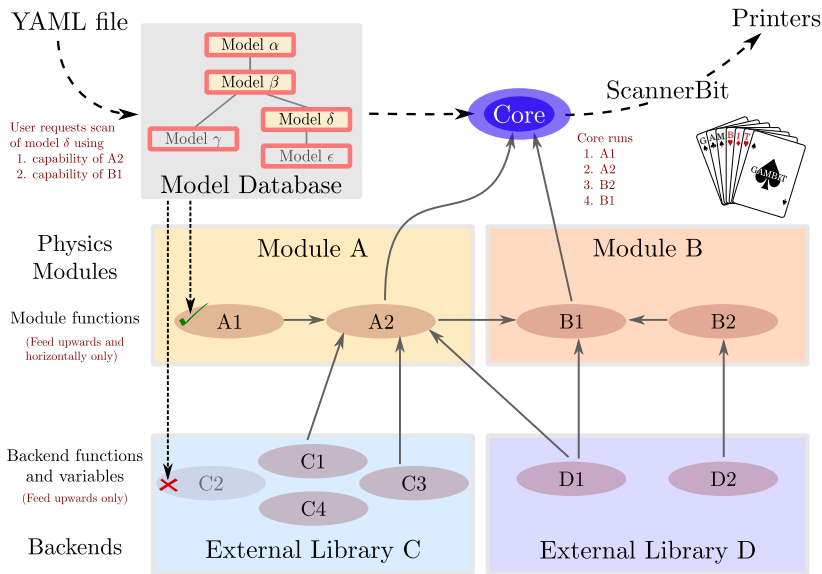 YAML file
Printers
Model α
Model β
Model γ
Model δ
Model ϵ
Model Database
User requests scan
of model δ using
1. capability of A2
2. capability of B1
Core
ScannerBit
Core runs
1. A1
2. A2
3. B2
4. B1
G A M B I T
GAMBIT
Physics
Modules
Module A
Module B
Module functions
(Feed upwards and
horizontally only)
A1
A2
B1
B2
Backend functions
and variables
(Feed upwards only)
C1
C2
C3
C4
D1
D2
Backends
External Library C
External Library D